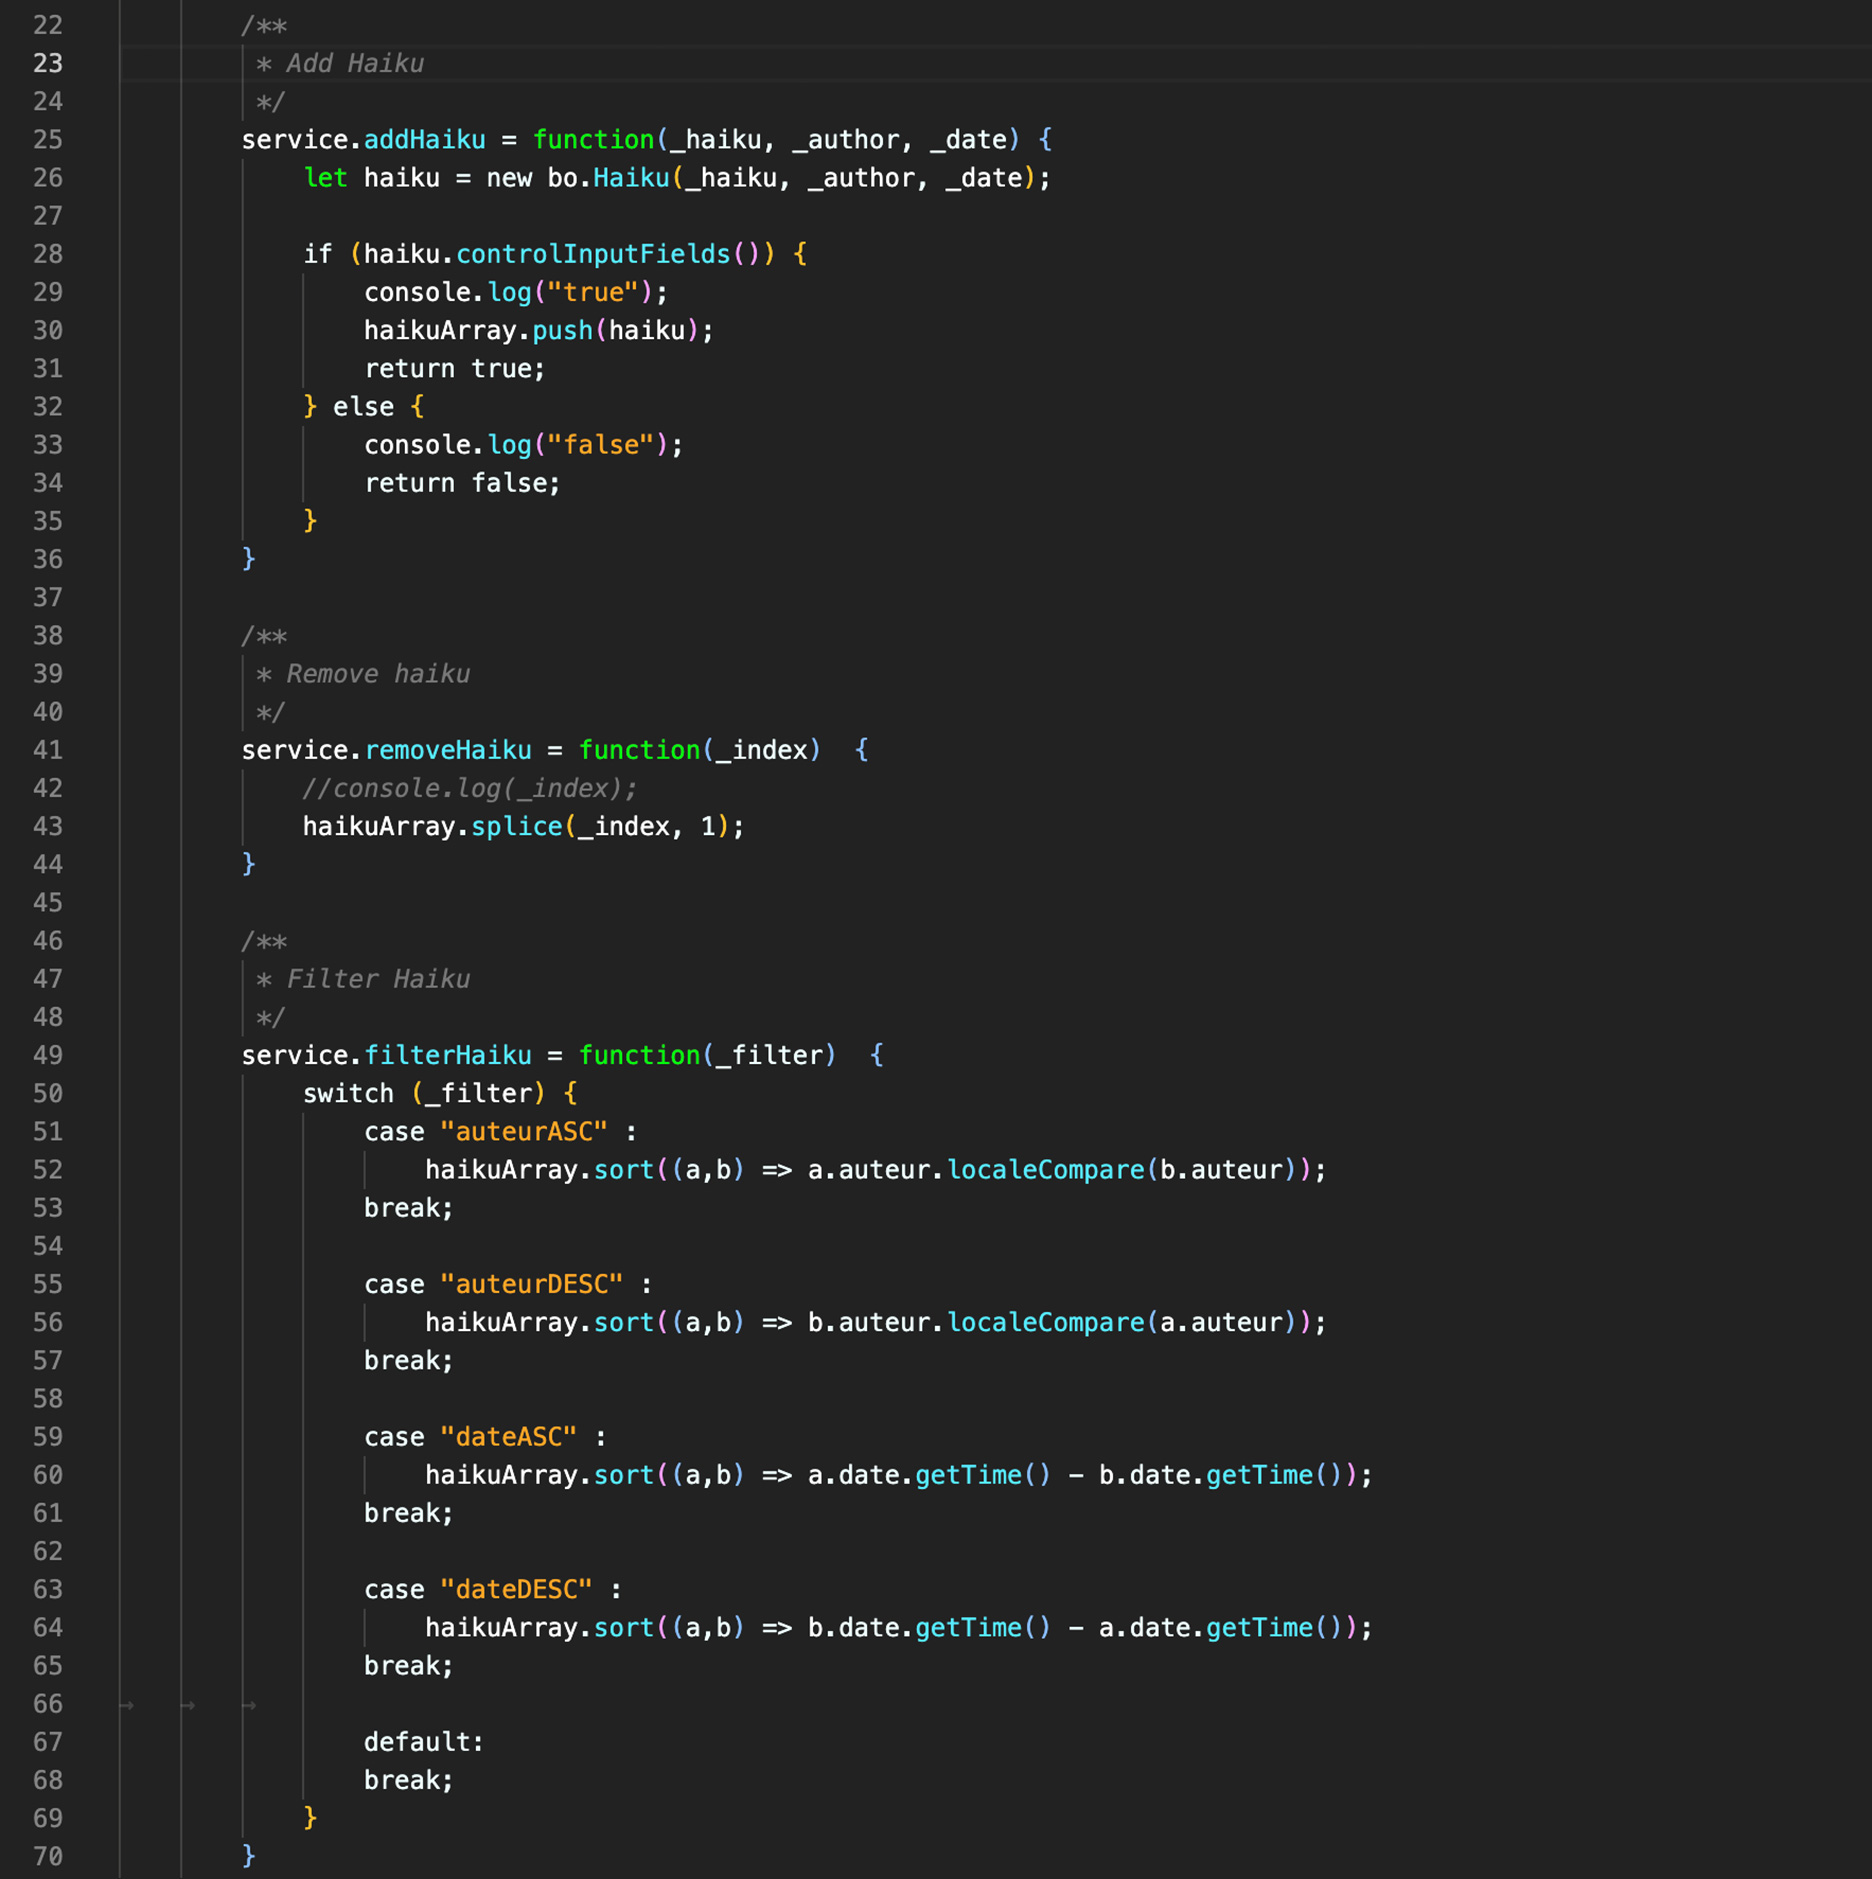 22 /**
23 * Add Haiku
24 */
25 service.addHaiku = function(_haiku, _author, _date) {
26 let haiku = new bo.Haiku(_haiku, _author, _date);
27
28 if (haiku.controlInputFields()) {
29 console.log("true");
30 haikuArray.push(haiku);
31 return true;
32 } else {
33 console.log("false");
34 return false;
35 }
36 }
37
38 /**
39 * Remove haiku
40 */
41 service.removeHaiku = function(_index)  {
42 //console.log(_index);
43 haikuArray.splice(_index, 1);
44 }
45
46 /**
47 * Filter Haiku
48 */
49 service.filterHaiku = function(_filter)  {
50 switch (_filter) {
51 case "auteurASC" :
52 haikuArray.sort((a,b) => a.auteur.localeCompare(b.auteur));
53 break;
54
55 case "auteurDESC" :
56 haikuArray.sort((a,b) => b.auteur.localeCompare(a.auteur));
57 break;
58
59 case "dateASC" :
60 haikuArray.sort((a,b) => a.date.getTime() - b.date.getTime());
61 break;
62
63 case "dateDESC" :
64 haikuArray.sort((a,b) => b.date.getTime() - a.date.getTime());
65 break;
66
67 default:
68 break;
69 }
70 }